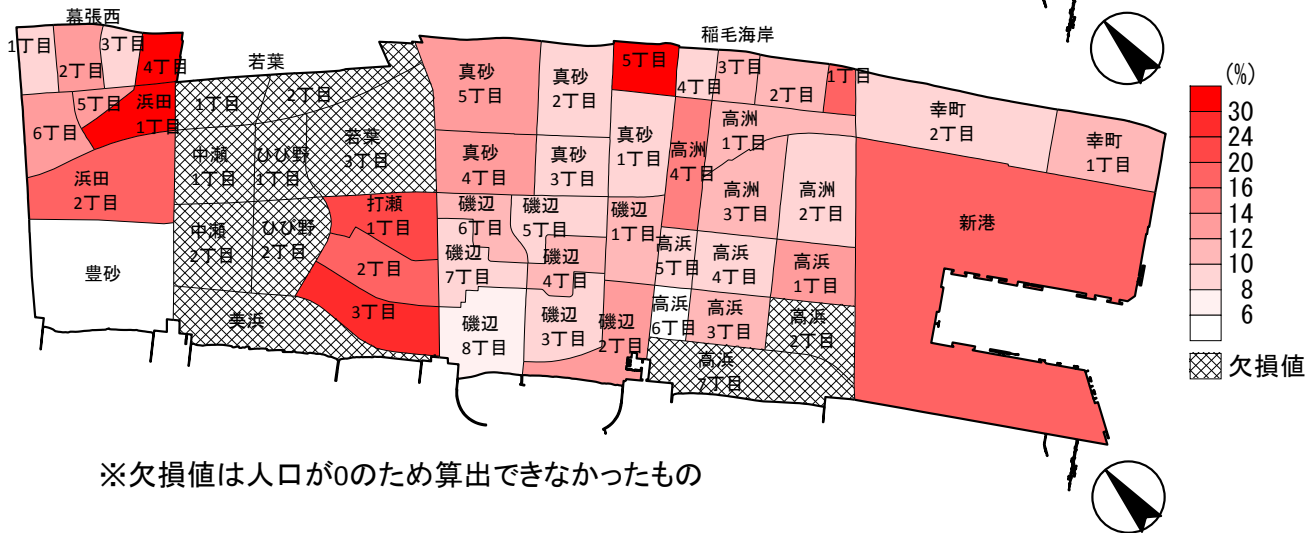 幕張西
1丁目
2丁目
3丁目
4丁目
5丁目
6丁目
浜田
1丁目
浜田
2丁目
豊砂
若葉
1丁目
2丁目
若葉
3丁目
中瀬
1丁目
ひび野
1丁目
中瀬
2丁目
ひび野
2丁目
美浜
打瀬
1丁目
2丁目
3丁目
真砂
5丁目
真砂
2丁目
真砂
4丁目
真砂
3丁目
真砂
1丁目
磯辺
6丁目
磯辺
5丁目
磯辺
1丁目
磯辺
7丁目
磯辺
4丁目
磯辺
8丁目
磯辺
3丁目
磯辺
2丁目
稲毛海岸
5丁目
4丁目
3丁目
2丁目
1丁目
高洲
1丁目
高洲
4丁目
高洲
3丁目
高洲
2丁目
高浜
5丁目
高浜
4丁目
高浜
1丁目
高浜
6丁目
高浜
3丁目
高浜
2丁目
高浜
7丁目
幸町
2丁目
幸町
1丁目
新港
(%)
30
24
20
16
14
12
10
8
6
欠損値
※欠損値は人口が0のため算出できなかったもの